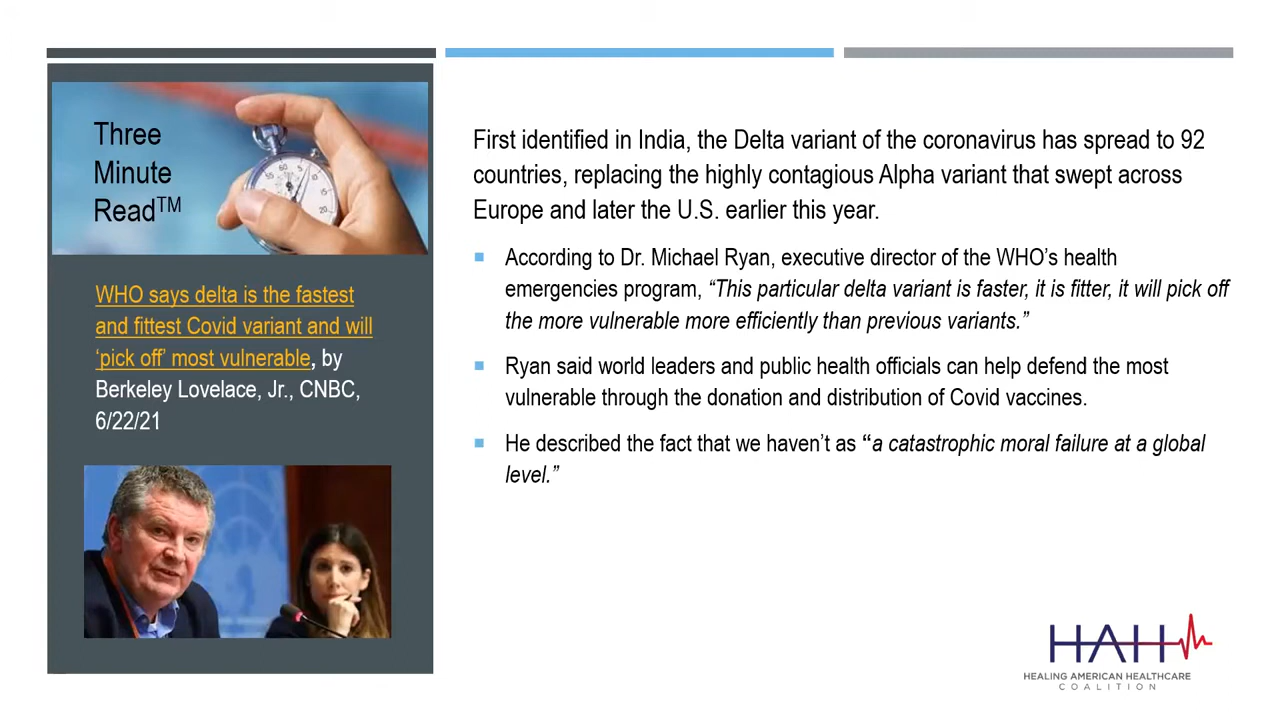 Three
Minute
Read™
WHO says delta is the fastest
and fittest Covid variant and will
‘pick off’ most vulnerable, by
Berkeley Lovelace, Jr., CNBC,
6/22/21
First identified in India, the Delta variant of the coronavirus has spread to 92
countries, replacing the highly contagious Alpha variant that swept across
Europe and later the U.S. earlier this year.
According to Dr. Michael Ryan, executive director of the WHO’s health
emergencies program, “This particular delta variant is faster, it is fitter, it will pick off
the more vulnerable more efficiently than previous variants.”
Ryan said world leaders and public health officials can help defend the most
vulnerable through the donation and distribution of Covid vaccines.
He described the fact that we haven’t as “a catastrophic moral failure at a global
level.”
HAH
HEALING AMERICAN HEALTHCARE
COALITION